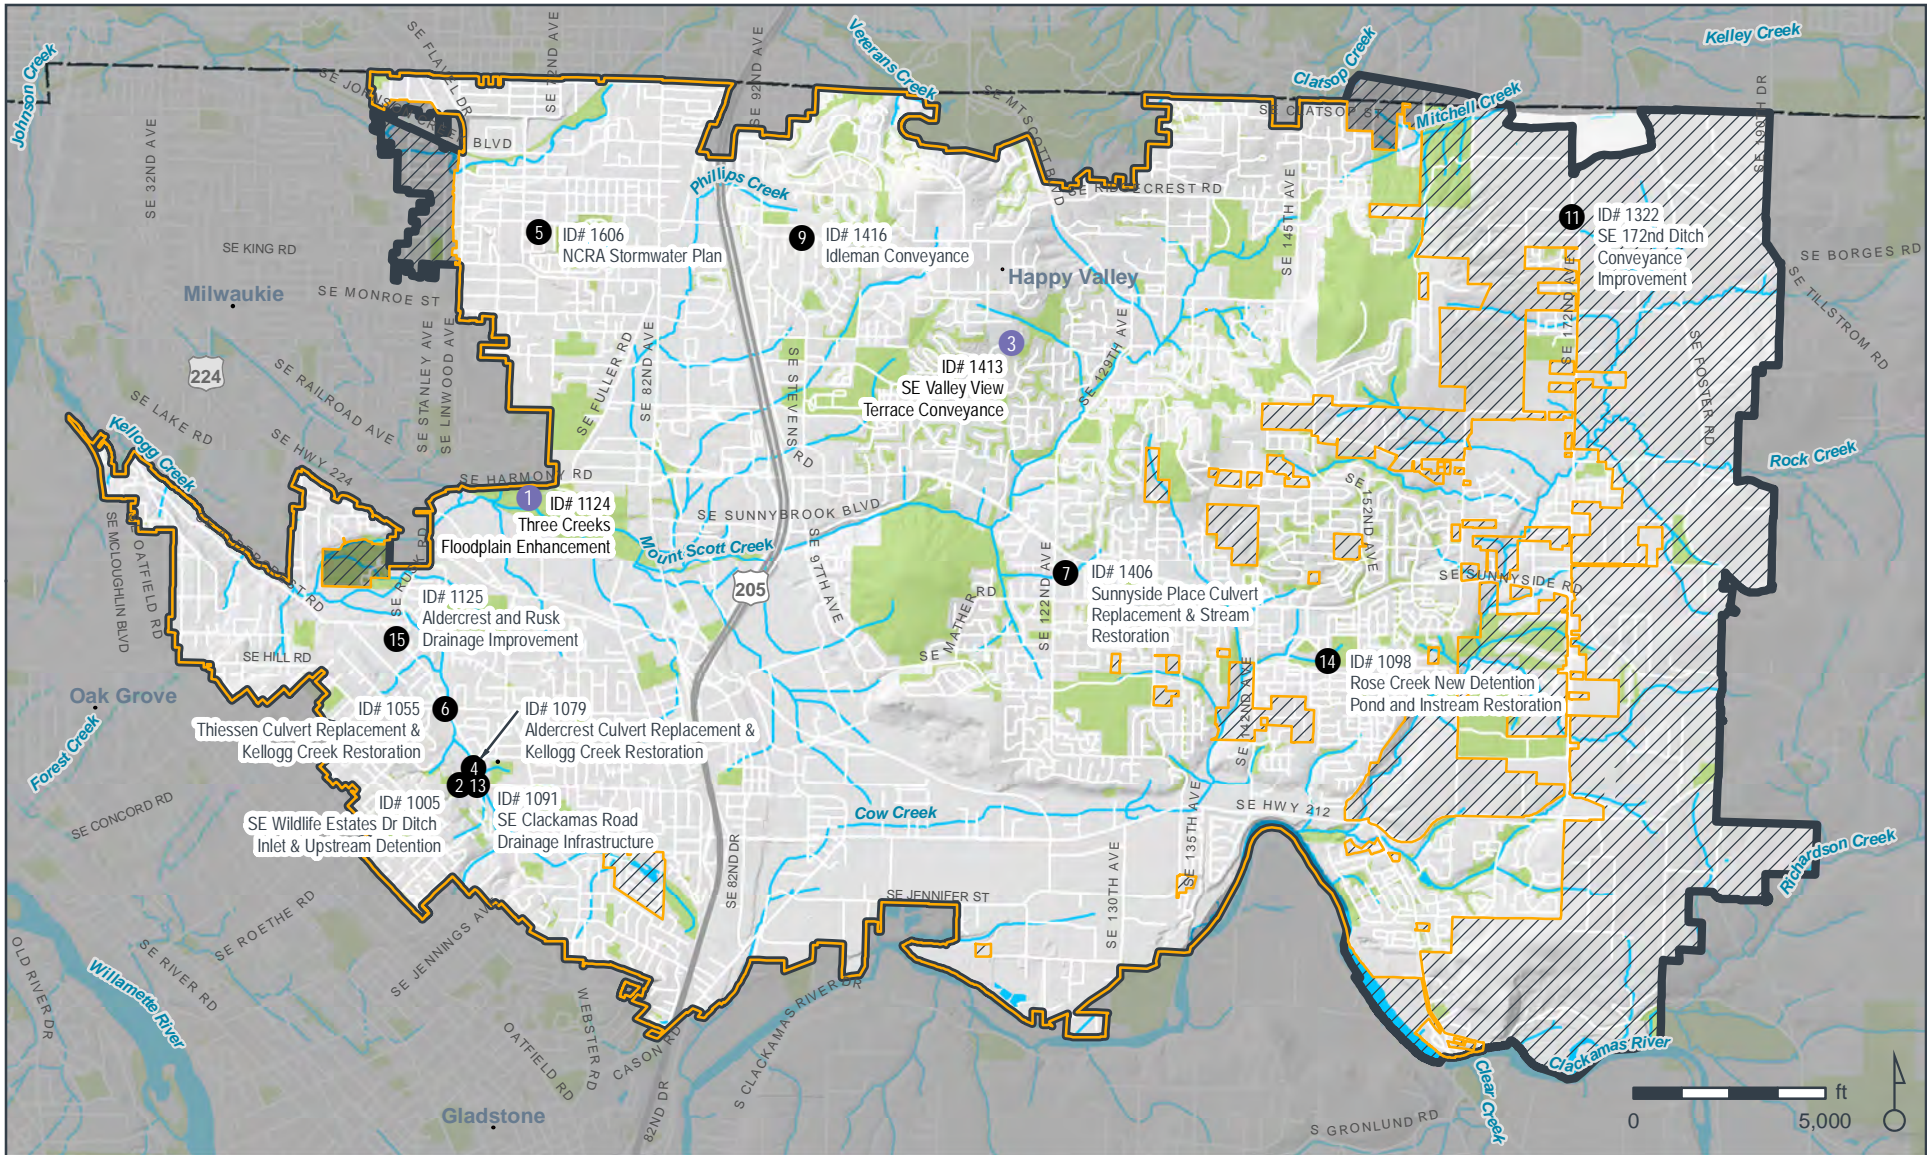 Johnson Creek
SE FLAVEL DR
SE 72ND AVE
SE 92ND AVE
Veterans Creek
Clatsop Creek
Kelley Creek
SE 32ND AVE
BLVD
SE MT SCOTT BLVD
SE CLATSOP ST
Mitchell Creek
SE 190TH DR
Phillips Creek
SE RIDGECREST RD
SE 145TH AVE
5
ID# 1606
NCRA Stormwater Plan
9
ID# 1416
Idleman Conveyance
11
ID# 1322
SE 172nd Ditch
Conveyance
Improvement
SE KING RD
SE BORGES RD
Happy Valley
Milwaukie
SE MONROE ST
SE TILLSTROM RD
SE 172ND AVE
SE FOSTER RD
224
SE STANLEY AVE
SE LINWOOD AVE
SE FULLER RD
SE 82ND AVE
SE STEVENS RD
3
ID# 1413
SE Valley View
Terrace Conveyance
SE 129TH AVE
SE LAKE RD
SE RAILROAD AVE
SE HWY 224
Kellogg Creek
SE HARMONY RD
Rock Creek
1
ID# 1124
Three Creeks
Floodplain Enhancement
SE SUNNYBROOK BLVD
SE 152ND AVE
SE MCLOUGHLIN BLVD
SE OATFIELD RD
SE RUSK RD
Mount Scott Creek
SE 97TH AVE
205
SE 122ND AVE
7
ID# 1406
Sunnyside Place Culvert
Replacement & Stream
Restoration
SE SUNNYSIDE RD
15
ID# 1125
Aldercrest and Rusk
Drainage Improvement
SE MATHER RD
SE HILL RD
Oak Grove
14
ID# 1098
Rose Creek New Detention
Pond and Instream Restoration
SE 142ND AVE
6
ID# 1055
Thiessen Culvert Replacement &
Kellogg Creek Restoration
ID# 1079
Aldercrest Culvert Replacement &
Kellogg Creek Restoration
Forest Creek
4
2
13
ID# 1005
SE Wildlife Estates Dr Ditch
Inlet & Upstream Detention
ID# 1091
SE Clackamas Road
Drainage Infrastructure
SE CONCORD RD
Cow Creek
SE HWY 212
SE 135TH AVE
SE 130TH AVE
SE 82ND DR
Richardson Creek
SE JENNIFER ST
SE ROETHE RD
SE JENNINGS AVE
SE RIVER RD
OLD RIVER DR
Willamette River
WEBSTER RD
OATFIELD RD
CASON RD
82ND DR
S CLACKAMAS RIVER DR
Clackamas River
Clear Creek
Gladstone
S GRONLUND RD
ft
0
5,000